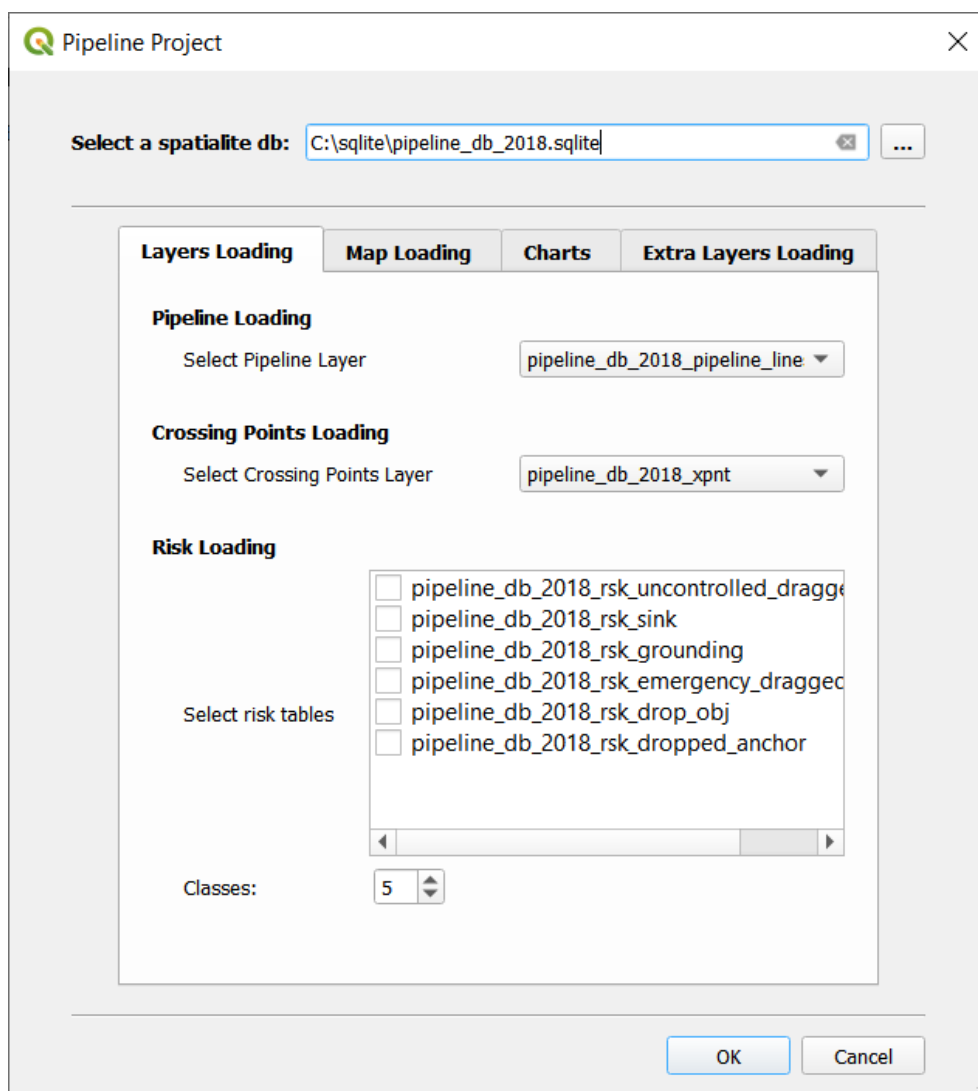 Pipeline Project
Select a spatialite db: C:\sqlite\pipeline_db_2018.sqlite ...
Layers Loading Map Loading Charts Extra Layers Loading
Pipeline Loading
Select Pipeline Layer pipeline_db_2018_pipeline_line
Crossing Points Loading
Select Crossing Points Layer pipeline_db_2018_xpnt
Risk Loading
pipeline_db_2018_rsk_uncontrolled_dragge
pipeline_db_2018_rsk_sink
pipeline_db_2018_rsk_grounding
pipeline_db_2018_rsk_emergency_dragged
Select risk tables pipeline_db_2018_rsk_drop_obj
pipeline_db_2018_rsk_dropped_anchor
Classes: 5
OK Cancel